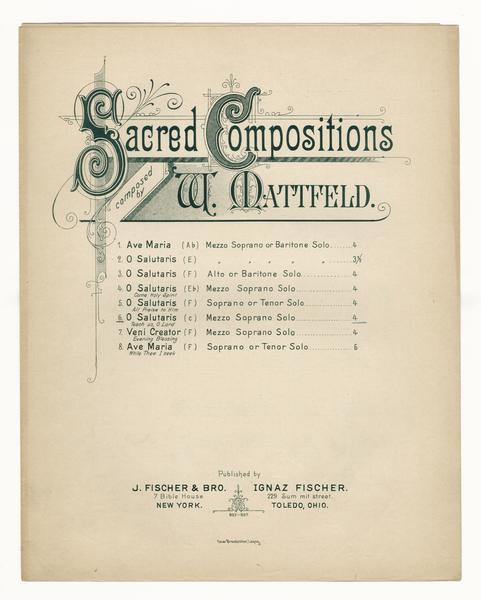 Sacred Compositions
composed by
W. MATTFELD.
1. Ave Maria (Ab) Mezzo Soprano or Baritone Solo ....... 4
2. O Salutaris (E) " " " " " 3½
3. O Salutaris (F) Alto or Baritone Solo ............. 4
4. O Salutaris (Eb) Mezzo Soprano Solo ............. 4
Come Holy Spirit
5. O Salutaris (F) Soprano or Tenor Solo ............ 4
All Praise to Him
6. O Salutaris (c) Mezzo Soprano Solo ............. 4
Teach us, O Lord
7. Veni Creator (F) Mezzo Soprano Solo ............. 4
Evening Blessing
8. Ave Maria (F) Soprano or Tenor Solo ........... 5
While Thee I seek
Published by
J. FISCHER & BRO. IGNAZ FISCHER.
7 Bible House 229 Summit street.
NEW YORK. TOLEDO, OHIO.